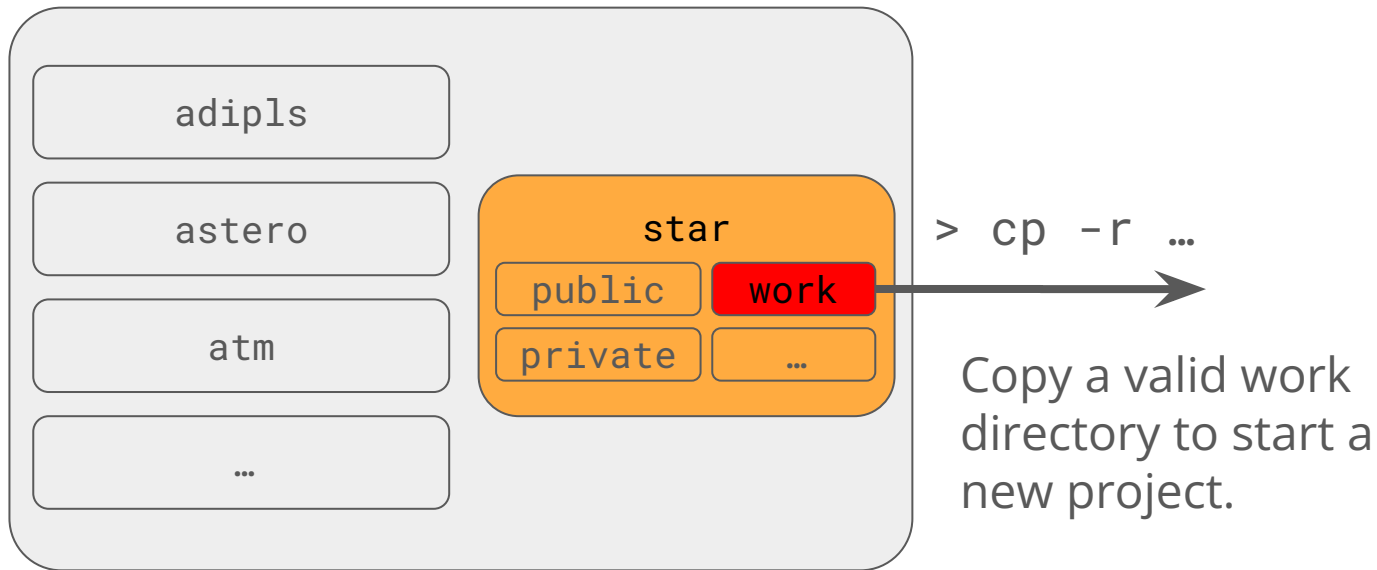 adipls
astero
atm
…
star
public work
private …
> cp -r …
Copy a valid work
directory to start a
new project.